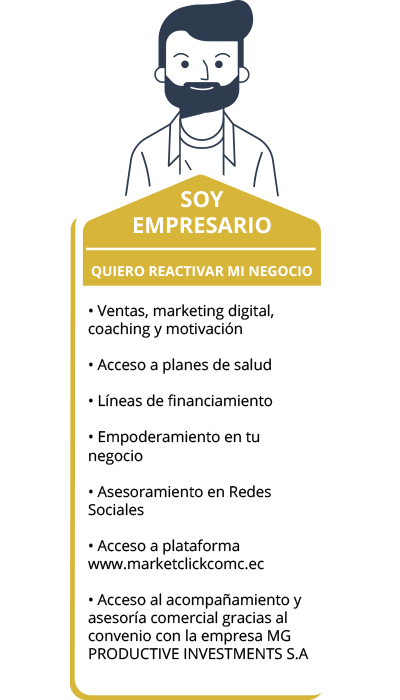 SOY
EMPRESARIO
QUIERO REACTIVAR MI NEGOCIO
• Ventas, marketing digital,
coaching y motivación
• Acceso a planes de salud
• Líneas de financiamiento
• Empoderamiento en tu
negocio
• Asesoramiento en Redes
Sociales
• Acceso a plataforma
www.marketclickcomc.ec
• Acceso al acompañamiento y
asesoría comercial gracias al
convenio con la empresa MG
PRODUCTIVE INVESTMENTS S.A